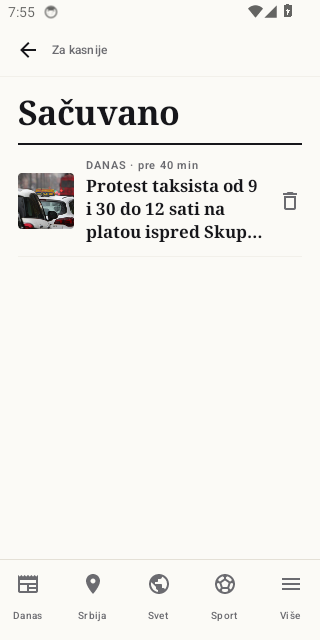 7:55
Za kasnije
Sačuvano
DANAS · pre 40 min
Protest taksista od 9
i 30 do 12 sati na
platou ispred Skup...
Danas
Srbija
Svet
Sport
Više